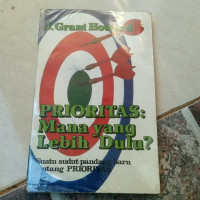 J. Grant Ho
PRIORITAS:
Mana yang
Lebih Dulu?
Suatu sudut pandang baru
tentang PRIORITAS